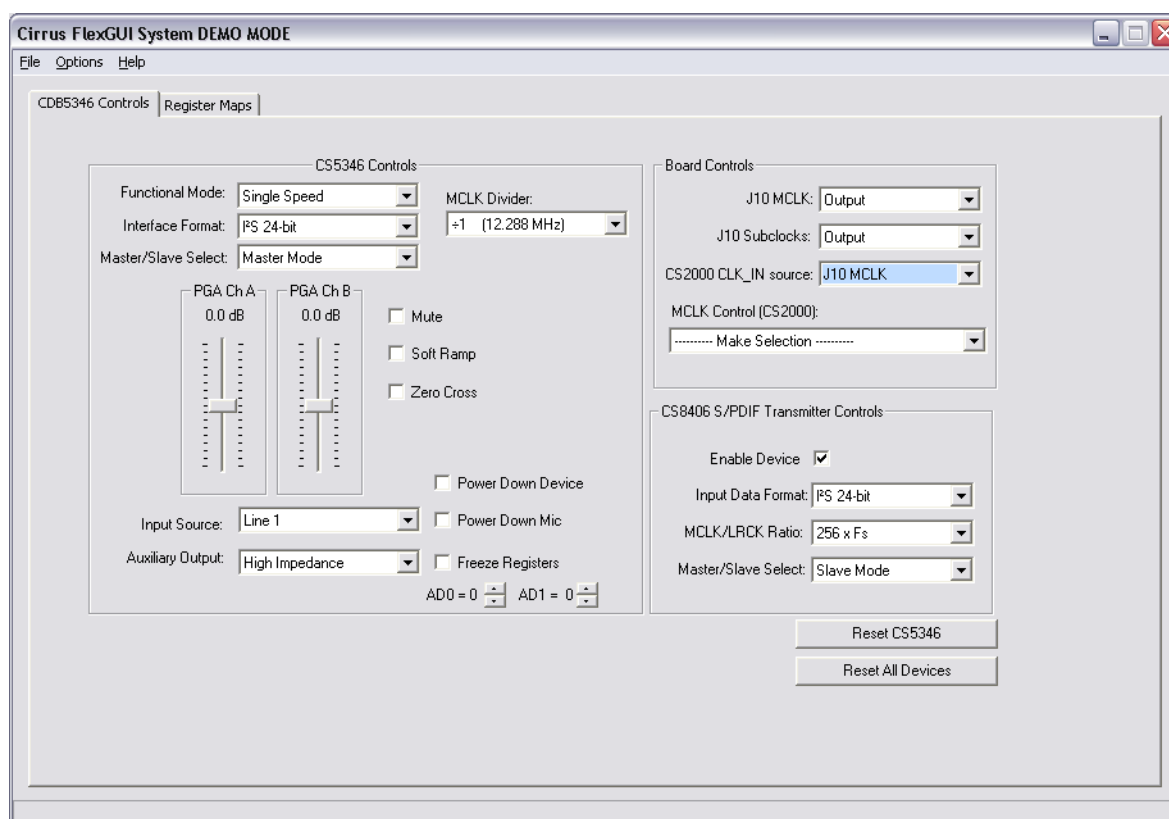 Cirrus FlexGUI System DEMO MODE
File Options Help
CDB5346 Controls Register Maps
CS5346 Controls
Functional Mode: Single Speed
MCLK Divider:
÷1 (12.288 MHz)
Interface Format: I²S 24-bit
Master/Slave Select: Master Mode
PGA Ch A PGA Ch B
0.0 dB 0.0 dB
Mute
Soft Ramp
Zero Cross
Power Down Device
Input Source: Line 1
Power Down Mic
Auxiliary Output: High Impedance
Freeze Registers
AD0 = 0 AD1 = 0
Board Controls
J10 MCLK: Output
J10 Subclocks: Output
CS2000 CLK_IN source: J10 MCLK
MCLK Control (CS2000):
---------- Make Selection ----------
CS8406 S/PDIF Transmitter Controls
Enable Device
Input Data Format: I²S 24-bit
MCLK/LRCK Ratio: 256 x Fs
Master/Slave Select: Slave Mode
Reset CS5346
Reset All Devices